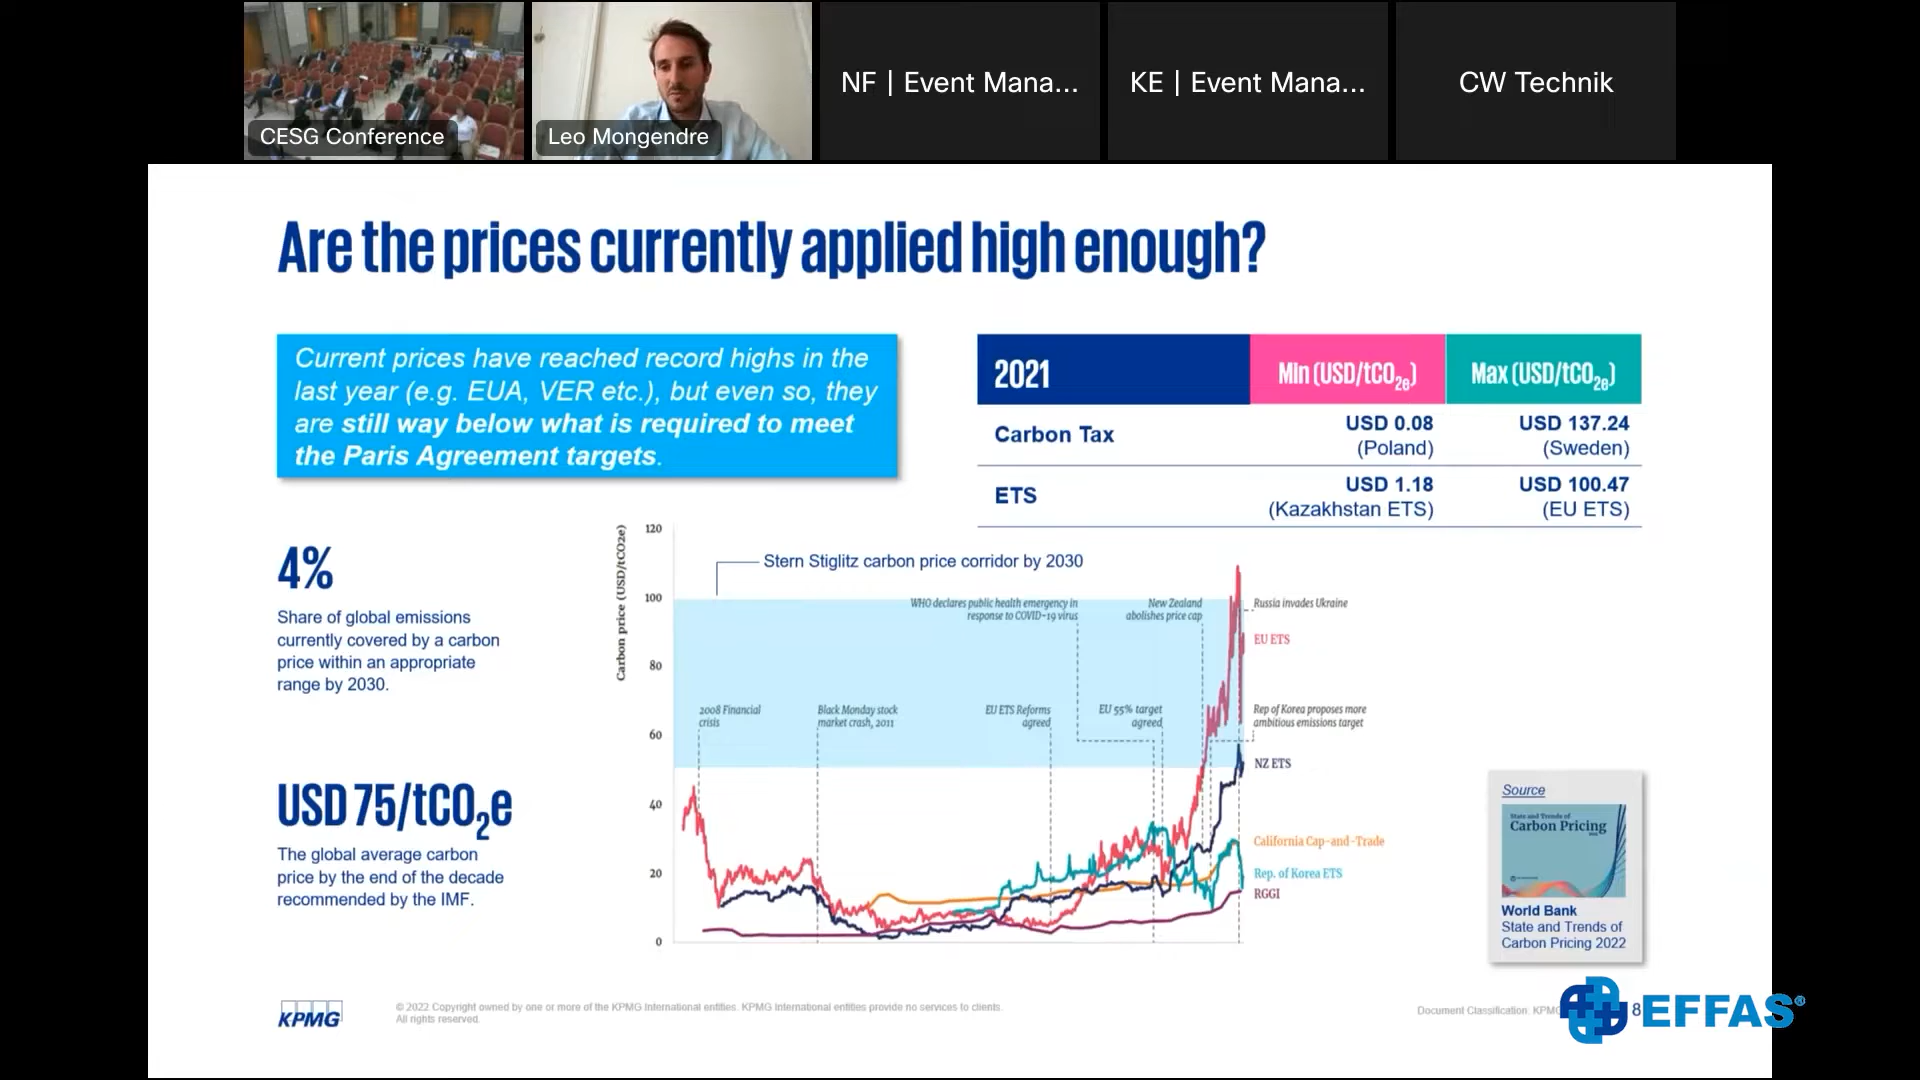 CESG Conference
Leo Mongendre
NF | Event Mana...
KE | Event Mana...
CW Technik
Are the prices currently applied high enough?
Current prices have reached record highs in the
last year (e.g. EUA, VER etc.), but even so, they
are still way below what is required to meet
the Paris Agreement targets.
2021
Min (USD/tCO2e)
Max (USD/tCO2e)
Carbon Tax
USD 0.08
(Poland)
USD 137.24
(Sweden)
ETS
USD 1.18
(Kazakhstan ETS)
USD 100.47
(EU ETS)
4%
Share of global emissions
currently covered by a carbon
price within an appropriate
range by 2030.
USD 75/tCO2e
The global average carbon
price by the end of the decade
recommended by the IMF.
Carbon price (USD/tCO2e)
120
100
80
60
40
20
0
Stern Stiglitz carbon price corridor by 2030
WHO declares public health emergency in
response to COVID-19 virus
New Zealand
abolishes price cap
Russia invades Ukraine
EU ETS
2008 Financial
crisis
Black Monday stock
market crash, 2011
EU ETS Reforms
agreed
EU 55% target
agreed
Rep of Korea proposes more
ambitious emissions target
NZ ETS
California Cap-and-Trade
Rep. of Korea ETS
RGGI
Source
State and Trends of
Carbon Pricing
World Bank
State and Trends of
Carbon Pricing 2022
KPMG
© 2022 Copyright owned by one or more of the KPMG International entities. KPMG International entities provide no services to clients.
All rights reserved.
Document Classification: KPMG
8
EFFAS®